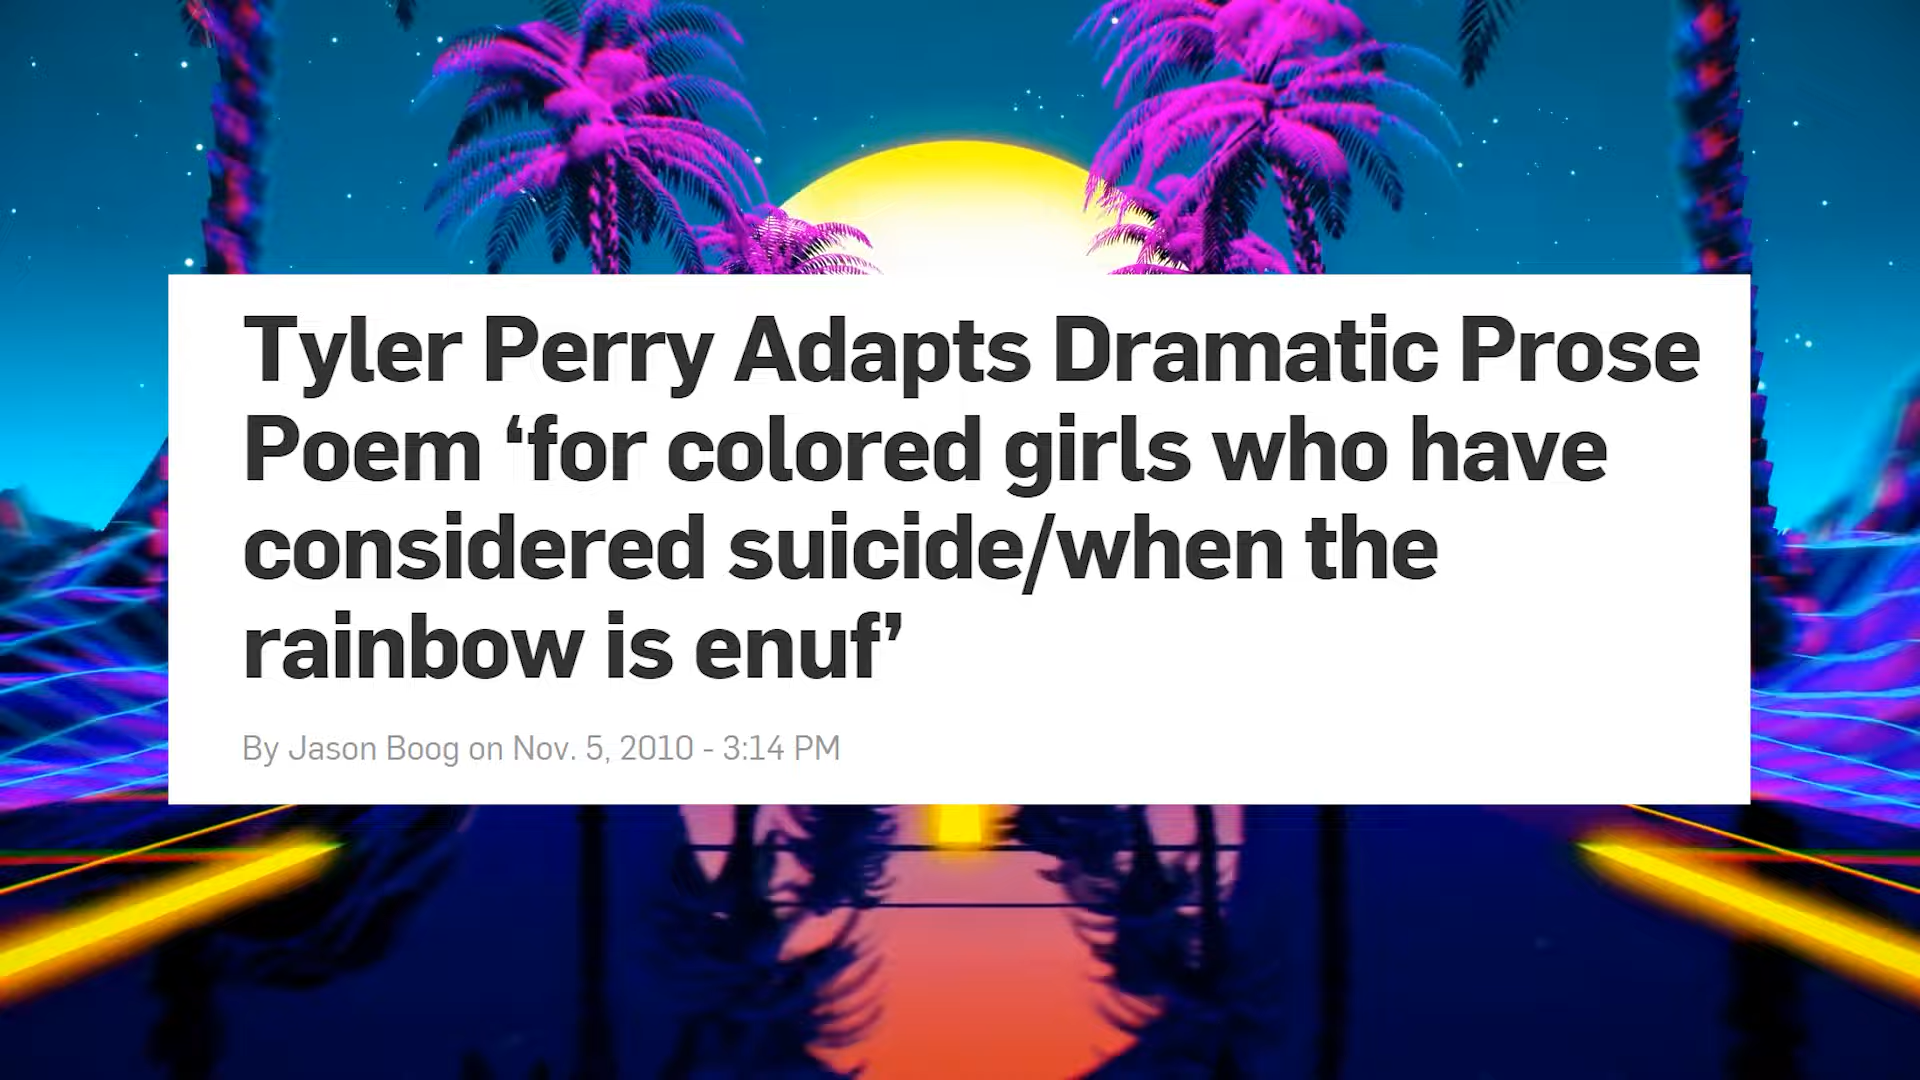 Tyler Perry Adapts Dramatic Prose
Poem ‘for colored girls who have
considered suicide/when the
rainbow is enuf’
By Jason Boog on Nov. 5, 2010 - 3:14 PM